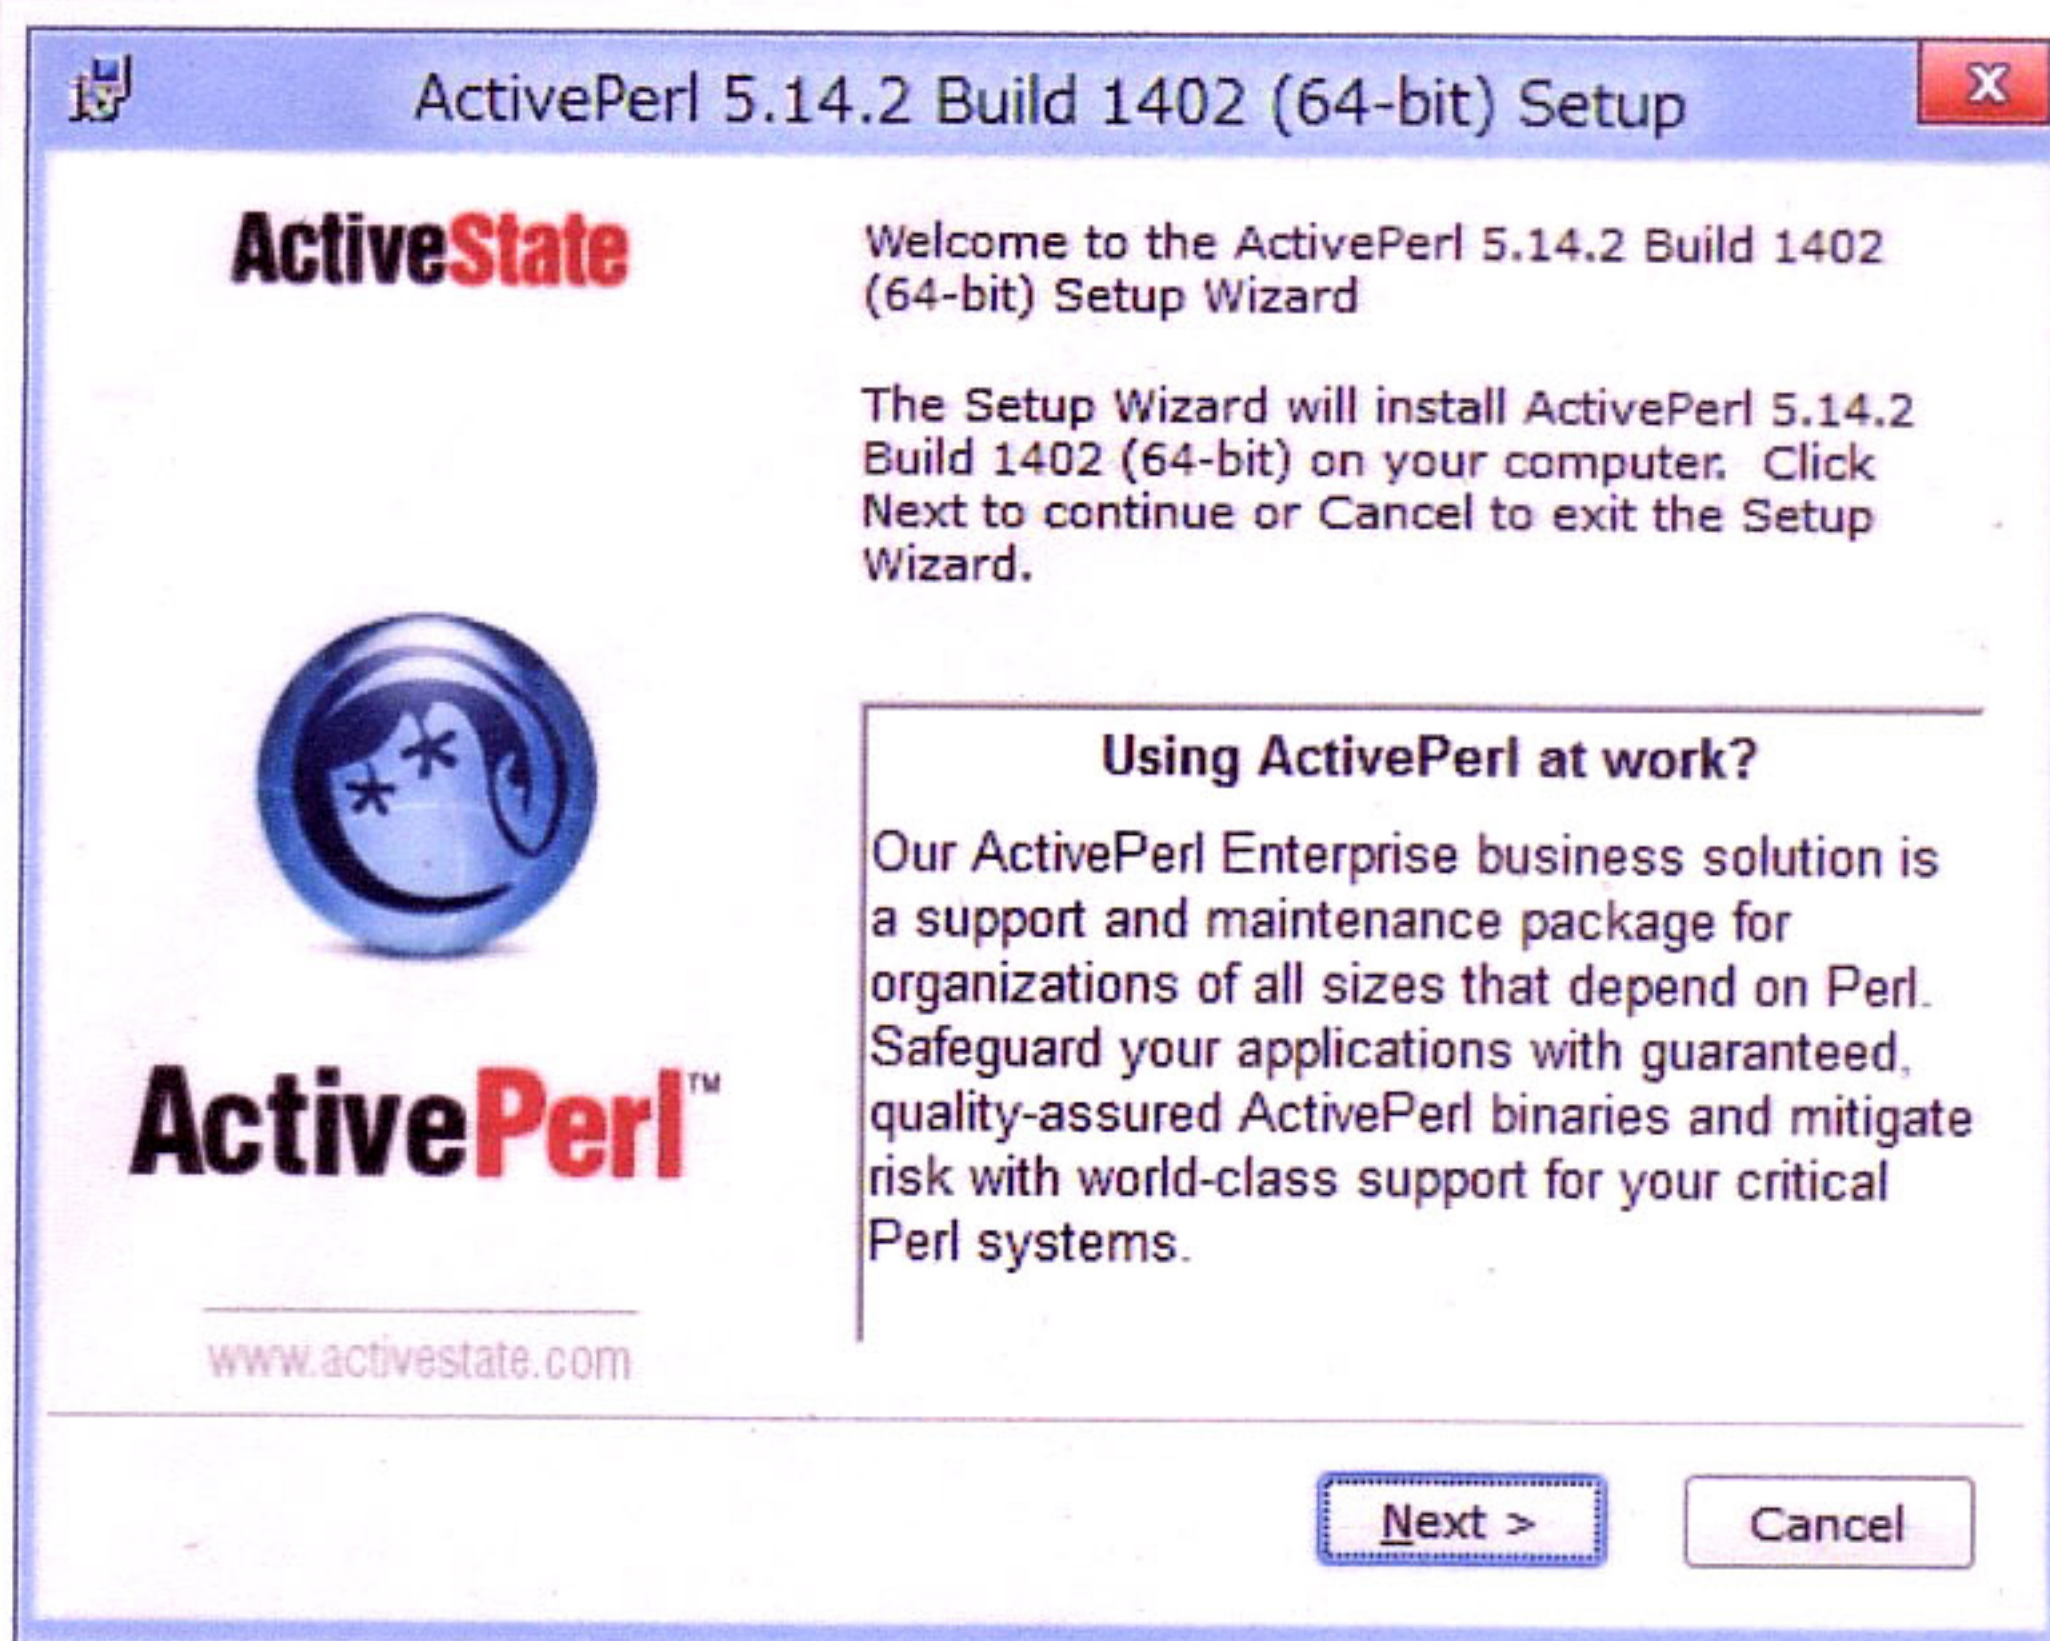 ActivePerl 5.14.2 Build 1402 (64-bit) Setup
X
ActiveState
Welcome to the ActivePerl 5.14.2 Build 1402
(64-bit) Setup Wizard
The Setup Wizard will install ActivePerl 5.14.2
Build 1402 (64-bit) on your computer.  Click
Next to continue or Cancel to exit the Setup
Wizard.
ActivePerl™
www.activestate.com
Using ActivePerl at work?
Our ActivePerl Enterprise business solution is
a support and maintenance package for
organizations of all sizes that depend on Perl.
Safeguard your applications with guaranteed,
quality-assured ActivePerl binaries and mitigate
risk with world-class support for your critical
Perl systems.
Next >
Cancel